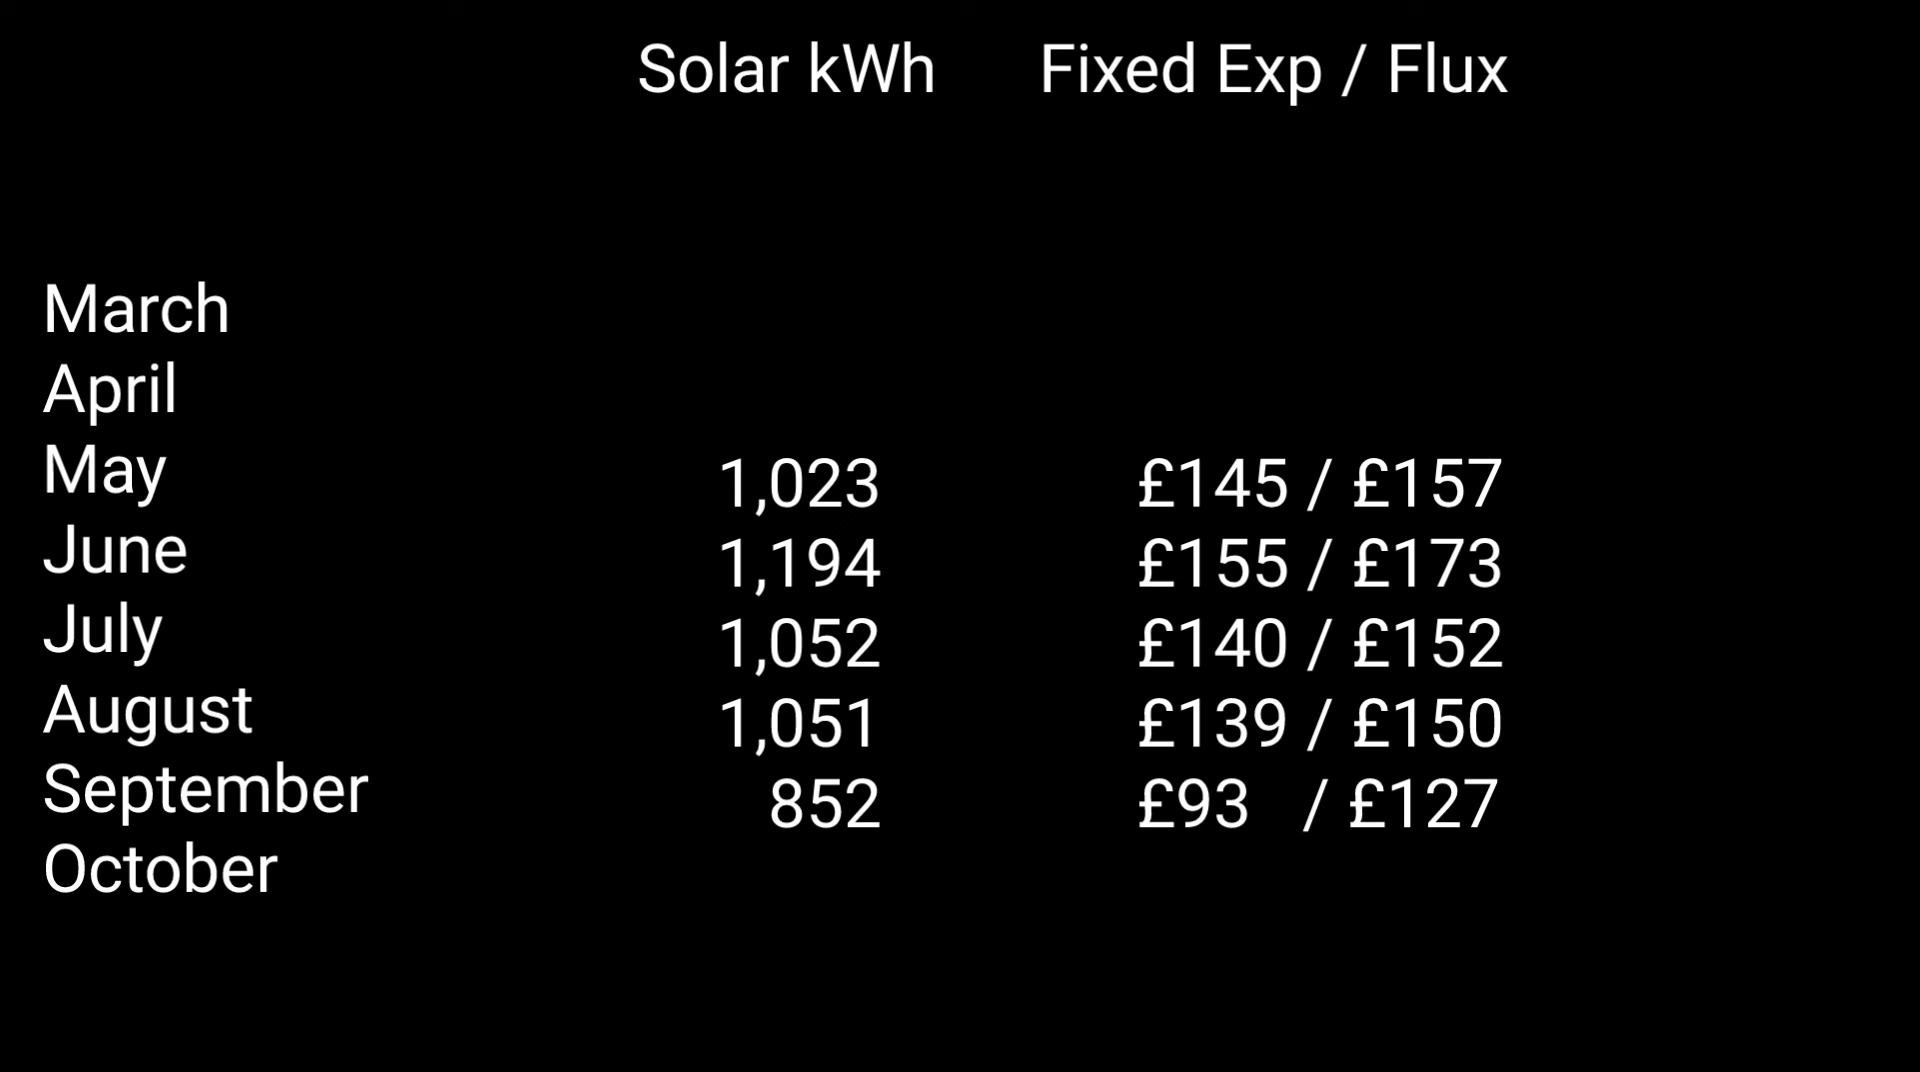 Solar kWh Fixed Exp / Flux
March
April
May 1,023 £145 / £157
June 1,194 £155 / £173
July 1,052 £140 / £152
August 1,051 £139 / £150
September 852 £93 / £127
October